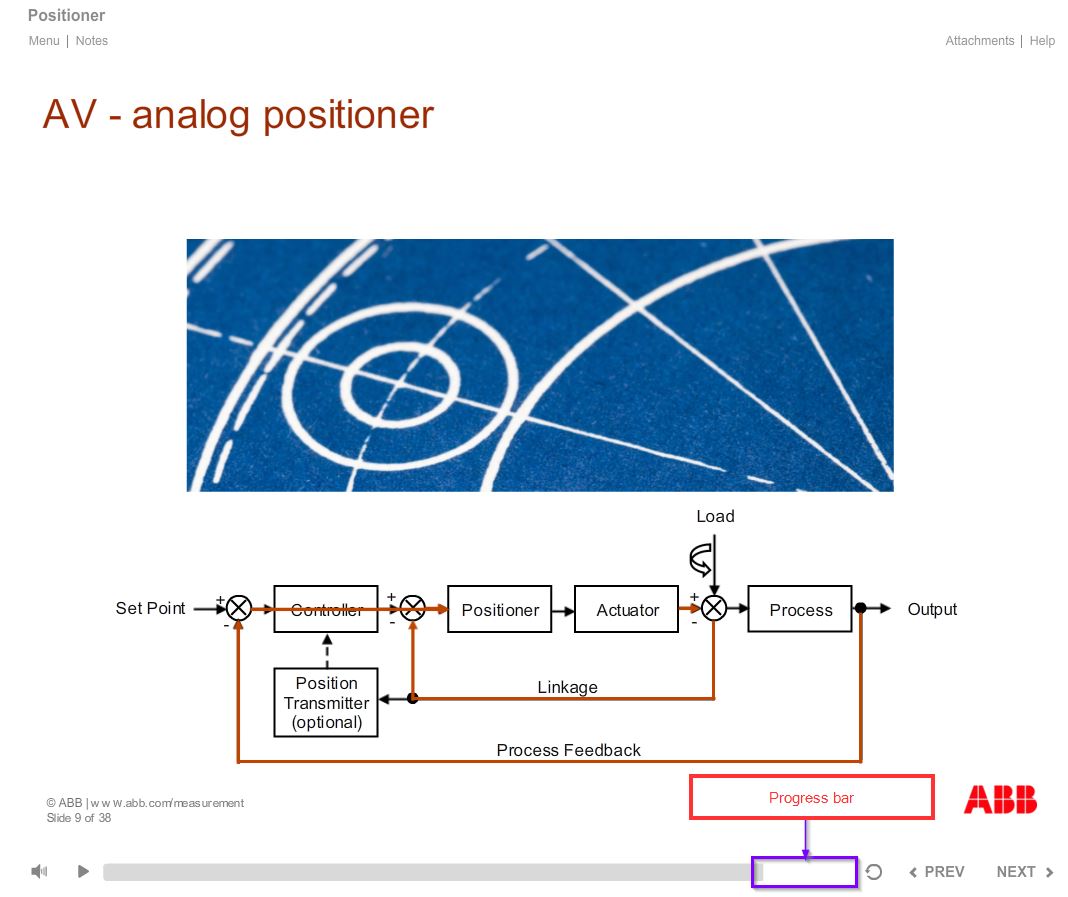 Positioner
Menu | Notes
Attachments | Help
AV - analog positioner
Load
Set Point
+
-
Controller
+
-
Positioner
Actuator
+
-
Process
Output
Position
Transmitter
(optional)
Linkage
Process Feedback
© ABB | www.abb.com/measurement
Slide 9 of 38
Progress bar
ABB
PREV
NEXT